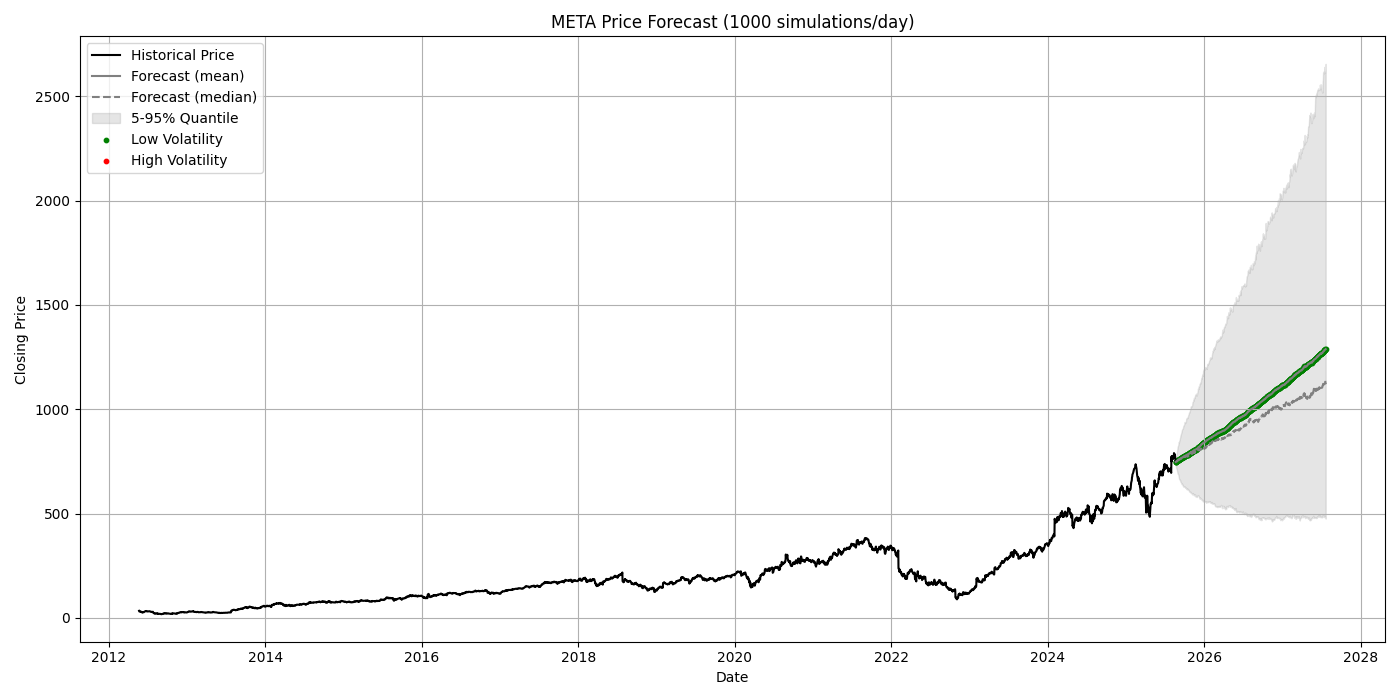 META Price Forecast (1000 simulations/day)
Historical Price
Forecast (mean)
Forecast (median)
5-95% Quantile
Low Volatility
High Volatility
Closing Price
2500
2000
1500
1000
500
0
2012 2014 2016 2018 2020 2022 2024 2026 2028
Date